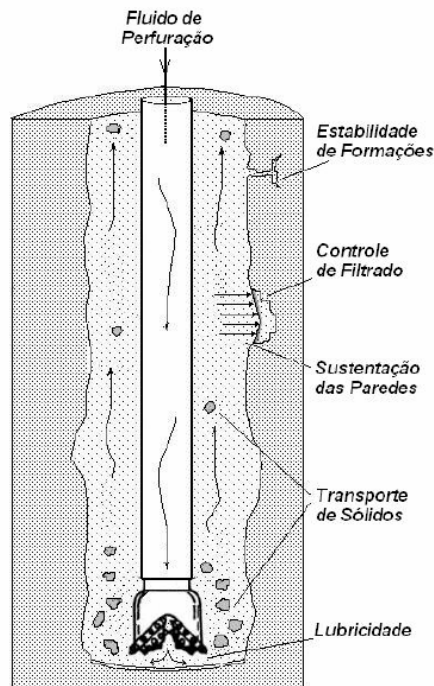 Fluido de
Perfuração
Estabilidade
de Formações
Controle
de Filtrado
Sustentação
das Paredes
Transporte
de Sólidos
Lubricidade